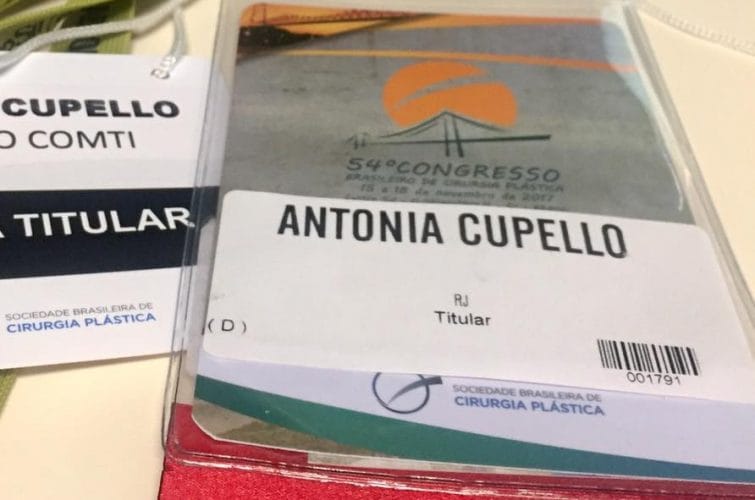 CUPELLO
O COMTI
TITULAR
SOCIEDADE BRASILEIRA DE
CIRURGIA PLÁSTICA
54º CONGRESSO
BRASILEIRO DE CIRURGIA PLÁSTICA
15 a 18 de novembro de 2017
ANTONIA CUPELLO
RJ
Titular
( D )
001791
SOCIEDADE BRASILEIRA DE
CIRURGIA PLÁSTICA